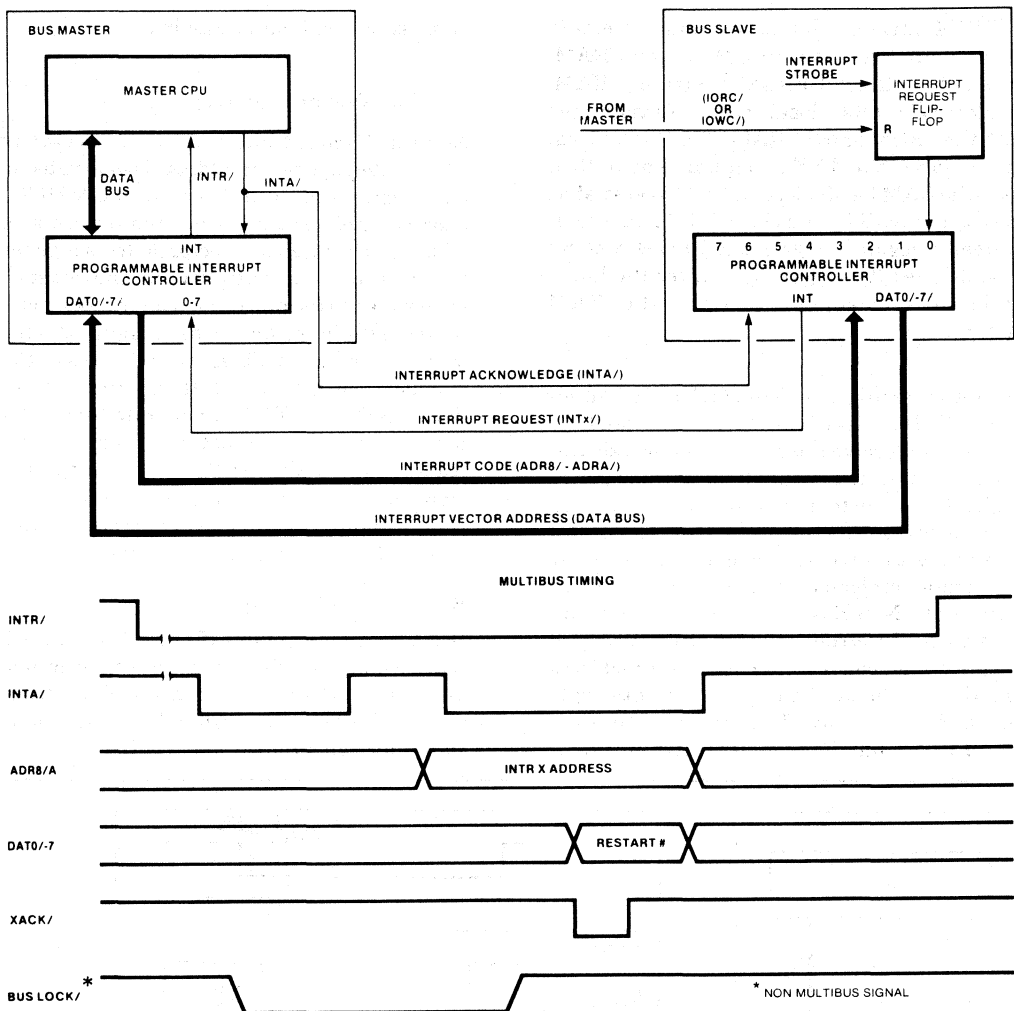 BUS MASTER
MASTER CPU
DATA
BUS
INTR/
INTA/
INT
PROGRAMMABLE INTERRUPT
CONTROLLER
DAT0/-7/
0-7
BUS SLAVE
INTERRUPT
STROBE
INTERRUPT
REQUEST
FLIP-
FLOP
R
FROM
MASTER
(IORC/
OR
IOWC/)
7 6 5 4 3 2 1 0
PROGRAMMABLE INTERRUPT
CONTROLLER
INT
DAT0/-7/
INTERRUPT ACKNOWLEDGE (INTA/)
INTERRUPT REQUEST (INTx/)
INTERRUPT CODE (ADR8/ - ADRA/)
INTERRUPT VECTOR ADDRESS (DATA BUS)
MULTIBUS TIMING
INTR/
INTA/
ADR8/A
INTR X ADDRESS
DAT0/-7
RESTART #
XACK/
BUS LOCK/ *
* NON MULTIBUS SIGNAL